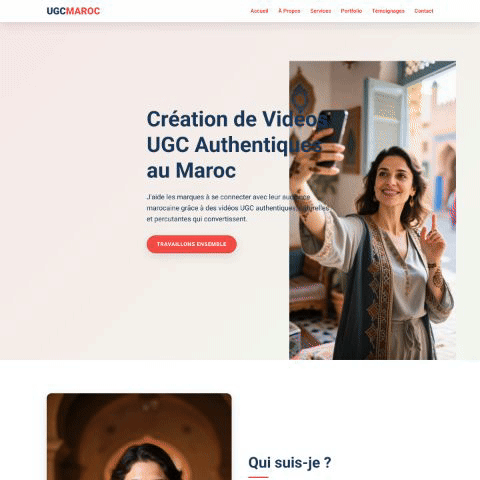 UGCMAROC
Accueil À Propos Services Portfolio Témoignages Contact
Création de Vidéos
UGC Authentiques
au Maroc
J'aide les marques à se connecter avec leur audience
marocaine grâce à des vidéos UGC authentiques, naturelles
et percutantes qui convertissent.
TRAVAILLONS ENSEMBLE
Qui suis-je ?